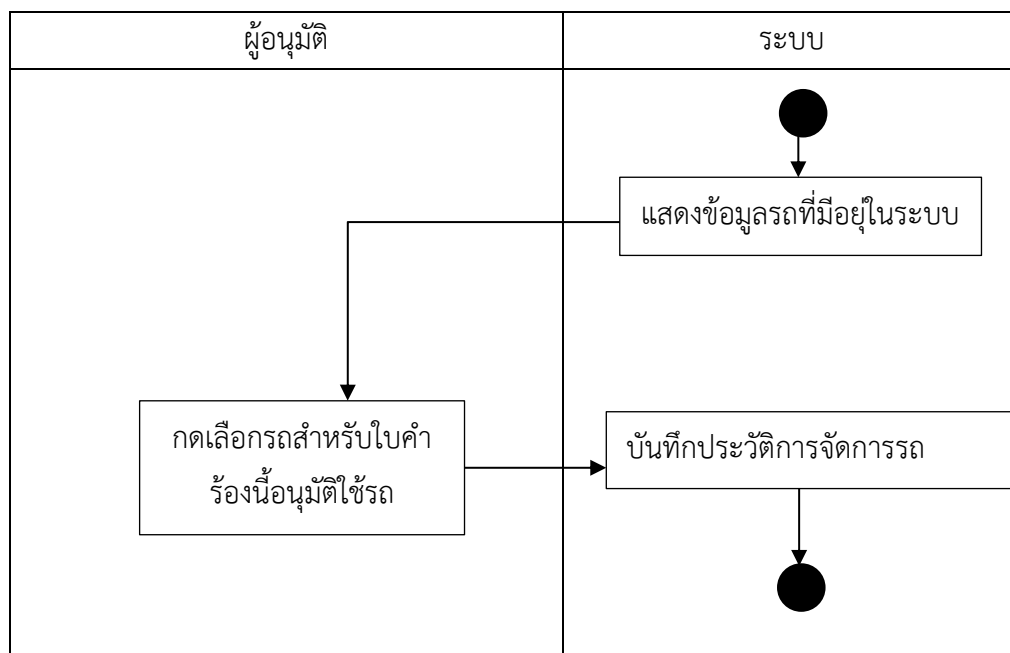 ผู้อนุมัติ
ระบบ
แสดงข้อมูลรถที่มีอยู่ในระบบ
กดเลือกรถสำหรับใบคำ
ร้องนี้อนุมัติใช้รถ
บันทึกประวัติการจัดการรถ